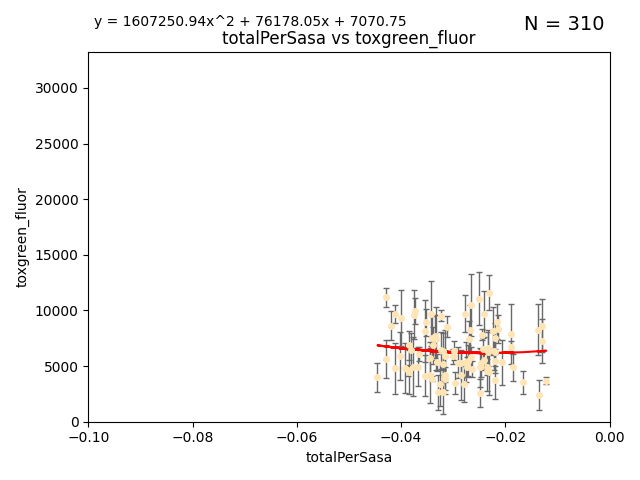 y = 1607250.94x^2 + 76178.05x + 7070.75
N = 310
totalPerSasa vs toxgreen_fluor
30000
25000
20000
15000
10000
5000
0
toxgreen_fluor
−0.10 −0.08 −0.06 −0.04 −0.02 0.00
totalPerSasa